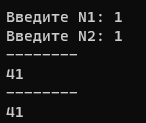 Введите N1: 1
Введите N2: 1
--------
41
--------
41